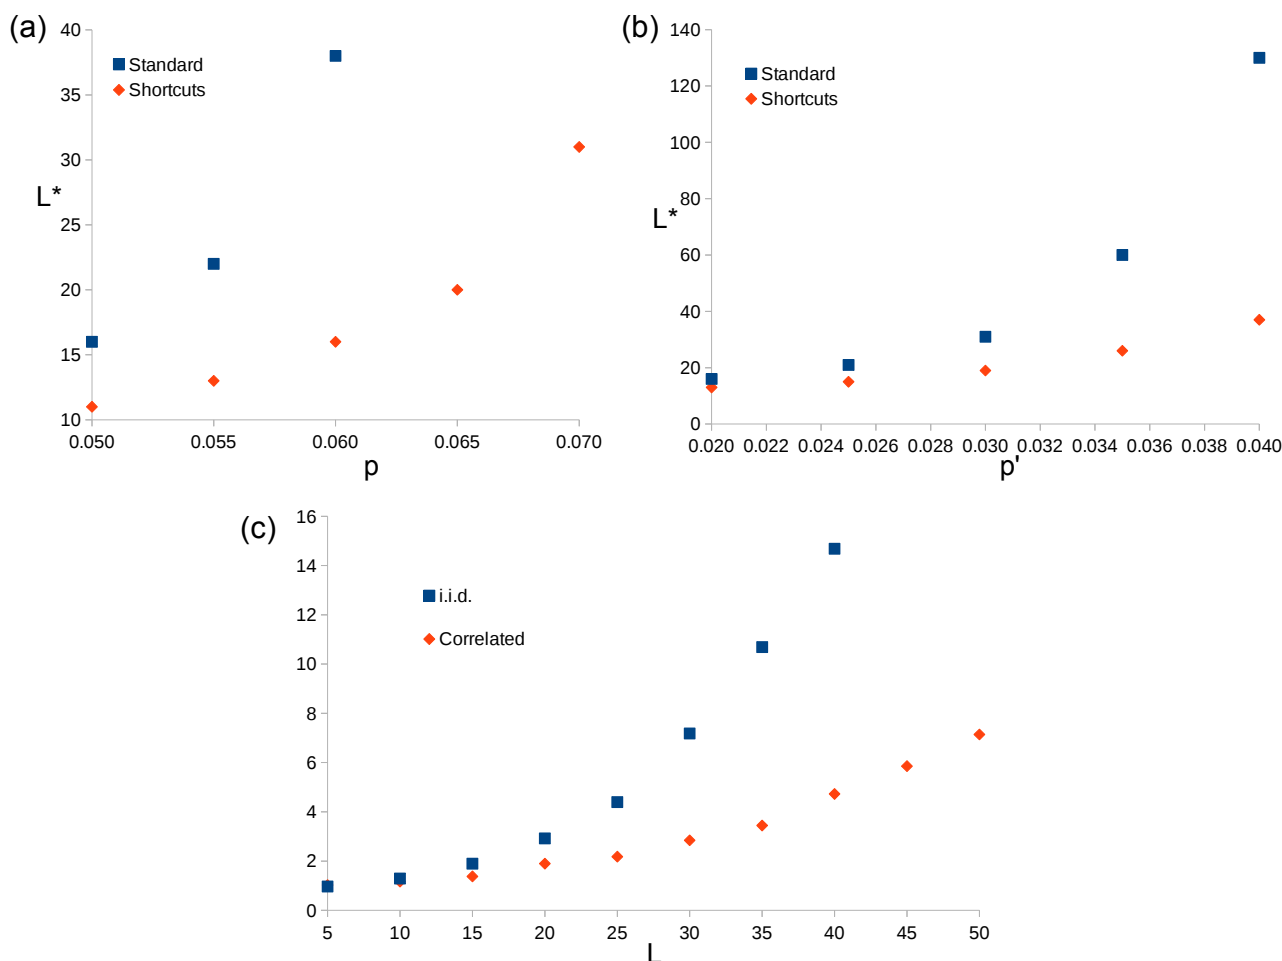 (a)
40
35
30
25
20
15
10
L*
Standard
Shortcuts
0.050 0.055 0.060 0.065 0.070
p
(b)
140
120
100
80
60
40
20
0
L*
Standard
Shortcuts
0.020 0.022 0.024 0.026 0.028 0.030 0.032 0.034 0.036 0.038 0.040
p'
(c)
16
14
12
10
8
6
4
2
0
i.i.d.
Correlated
5 10 15 20 25 30 35 40 45 50
L